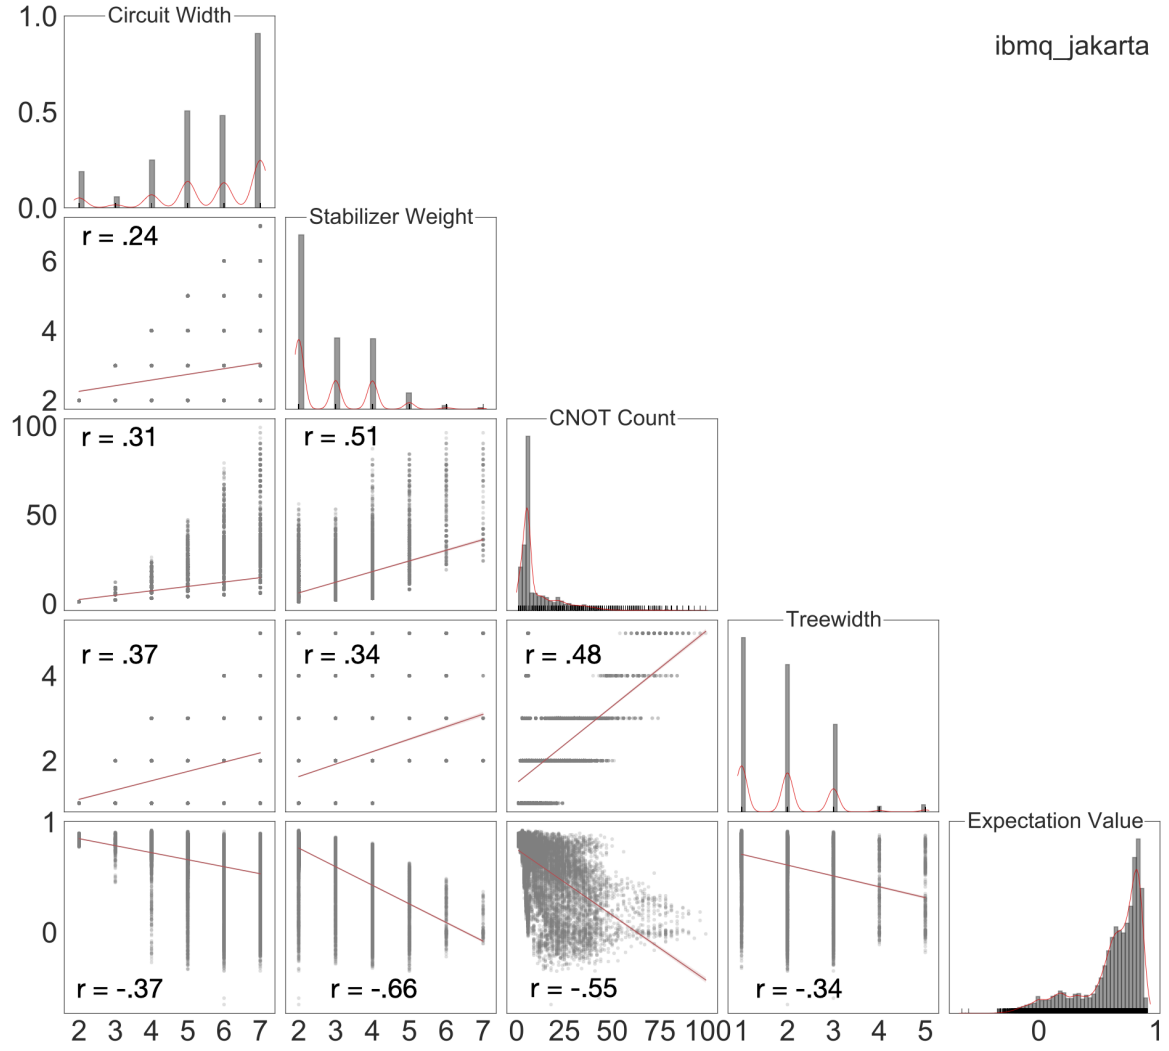 Circuit Width
ibmq_jakarta
1.0
0.5
0.0
Stabilizer Weight
r = .24
6
4
2
CNOT Count
100
r = .31
r = .51
50
0
Treewidth
r = .37
r = .34
r = .48
4
2
Expectation Value
1
0
r = -.37
r = -.66
r = -.55
r = -.34
2 3 4 5 6 7 2 3 4 5 6 7 0 25 50 75 100 1 2 3 4 5 0 1